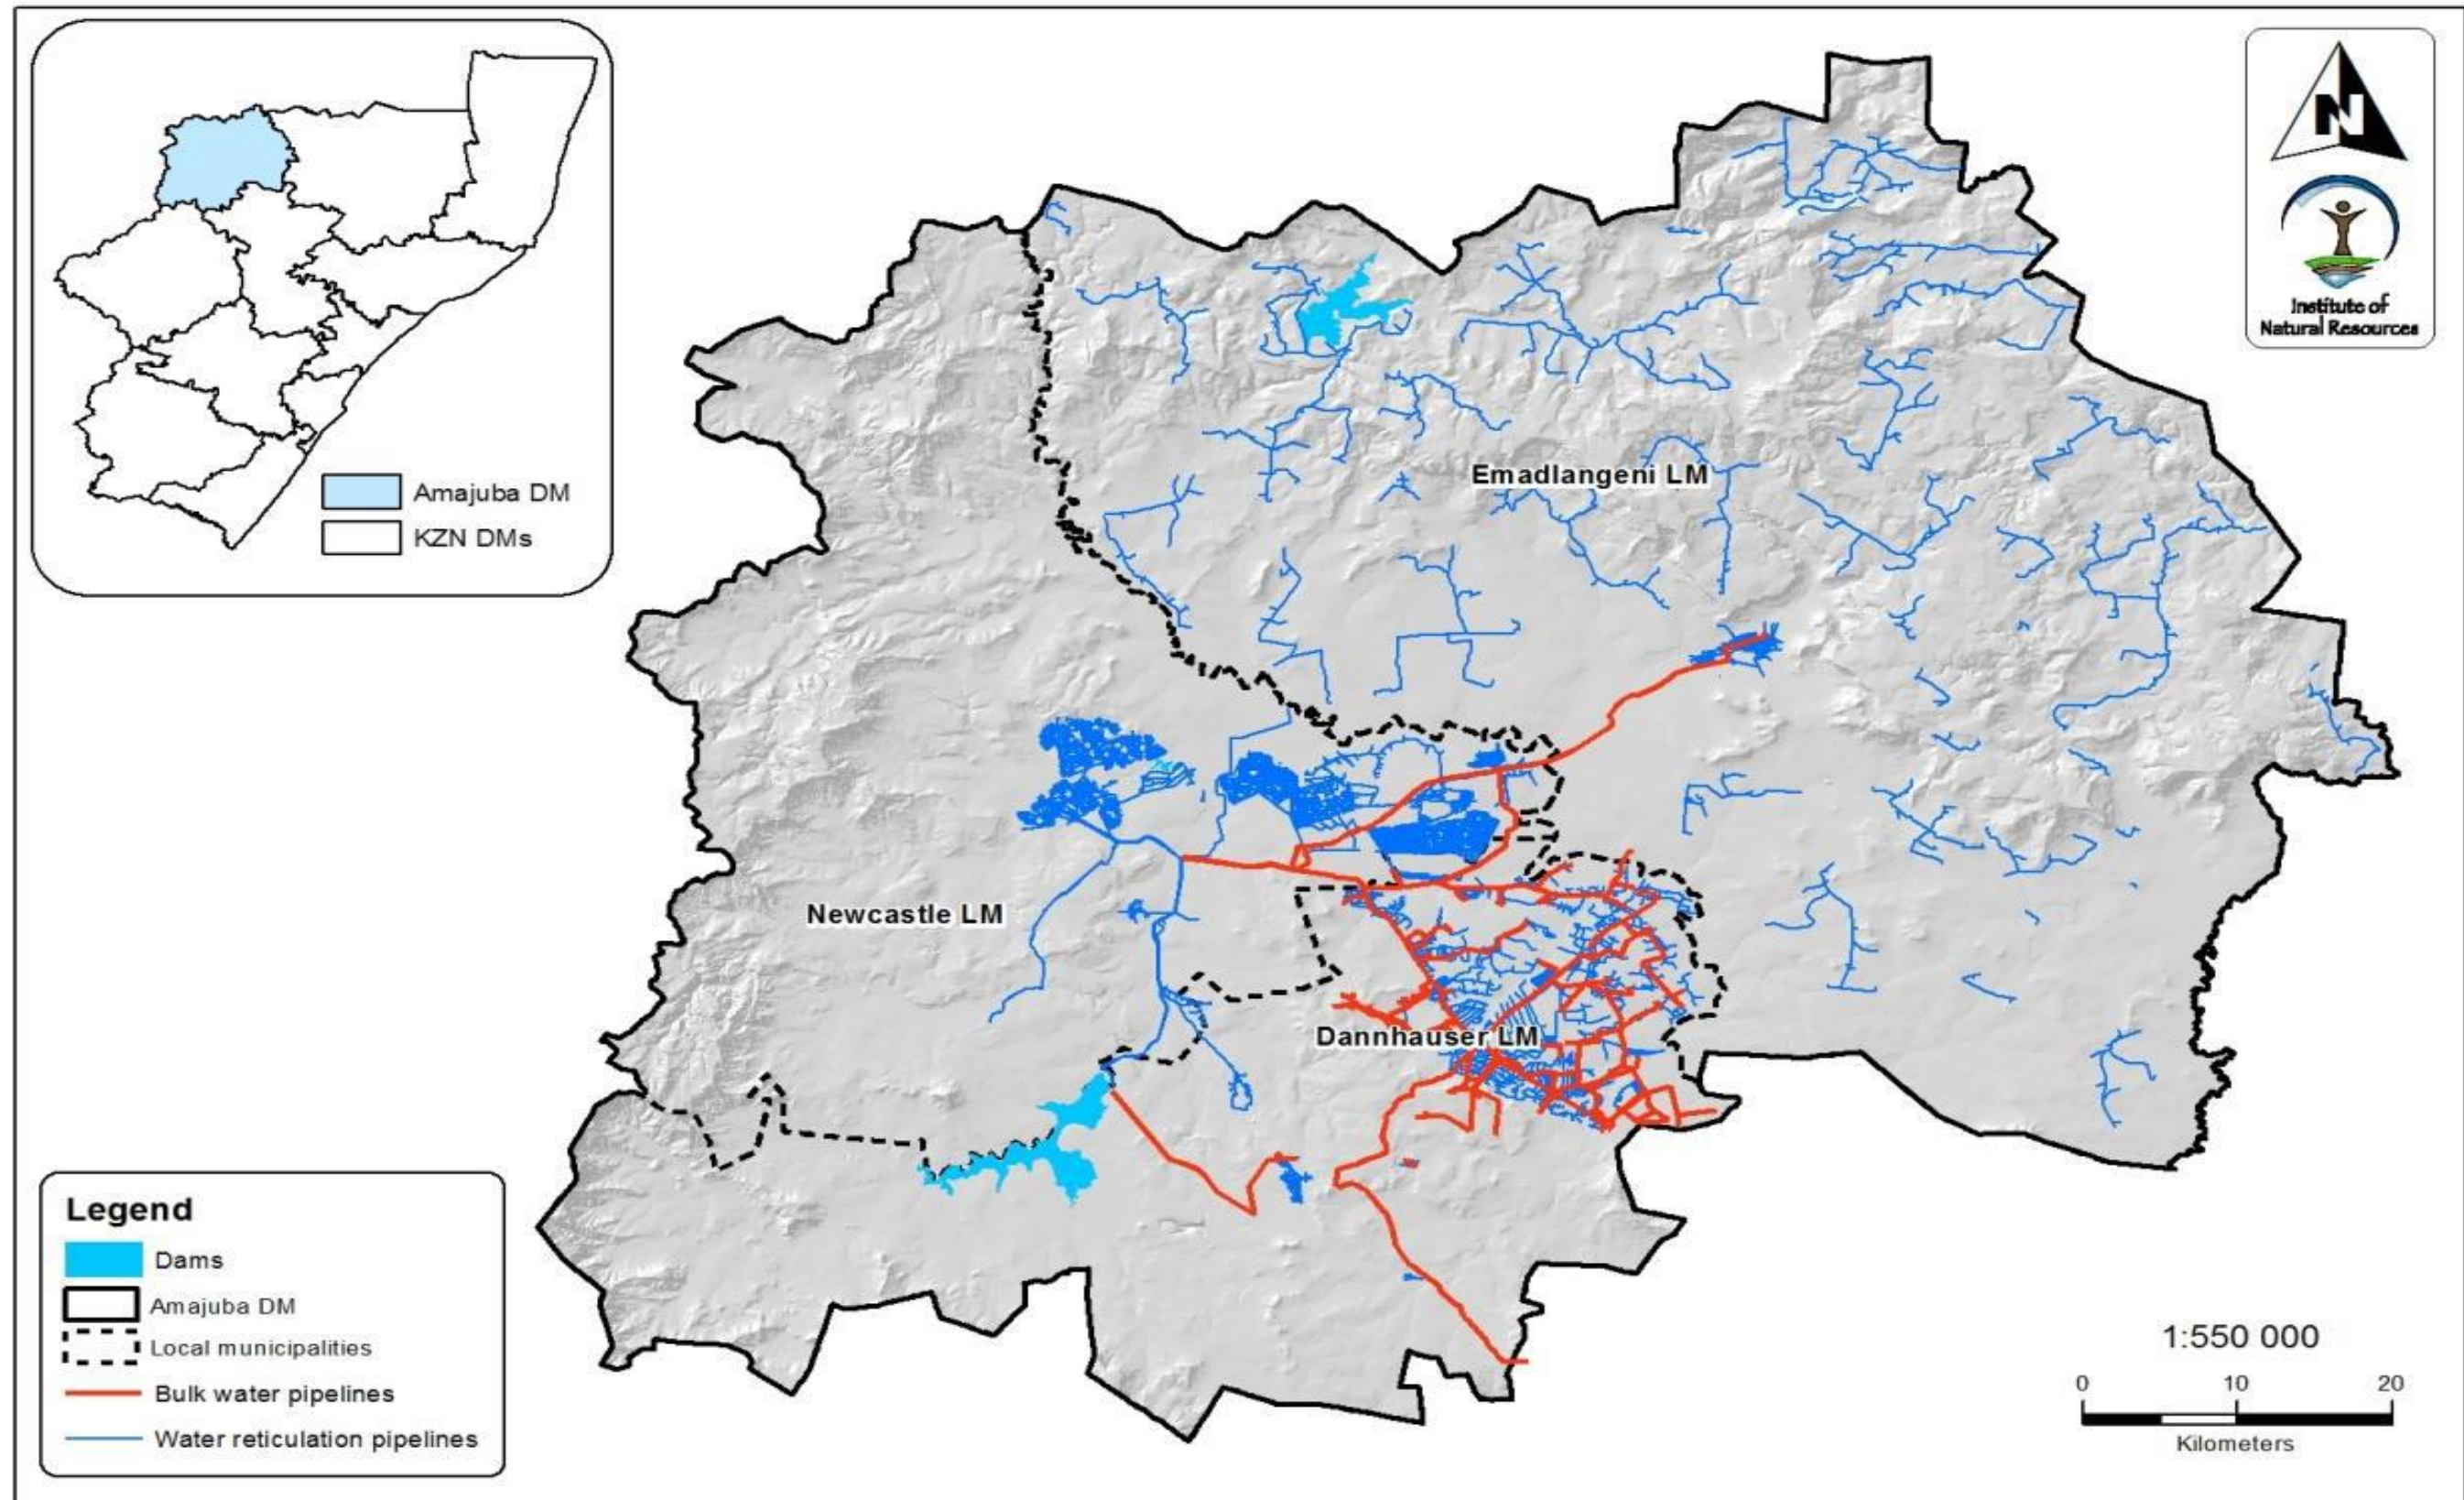 Amajuba DM
KZN DMs
N
Institute of
Natural Resources
Emadlangeni LM
Newcastle LM
Dannhauser LM
Legend
Dams
Amajuba DM
Local municipalities
Bulk water pipelines
Water reticulation pipelines
1:550 000
0 10 20
Kilometers